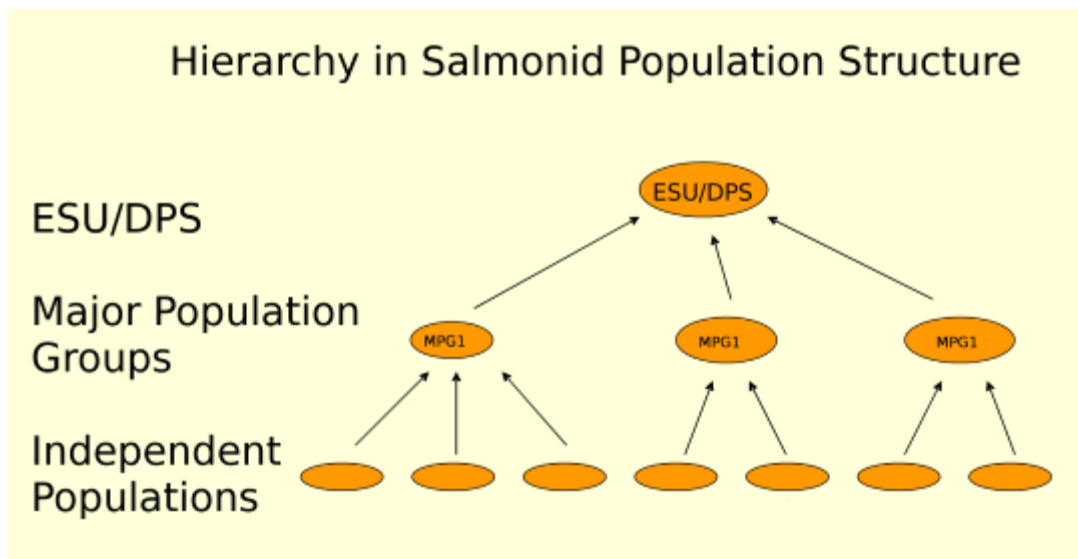 Hierarchy in Salmonid Population Structure
ESU/DPS
ESU/DPS
Major Population
Groups
MPG1
MPG1
MPG1
Independent
Populations